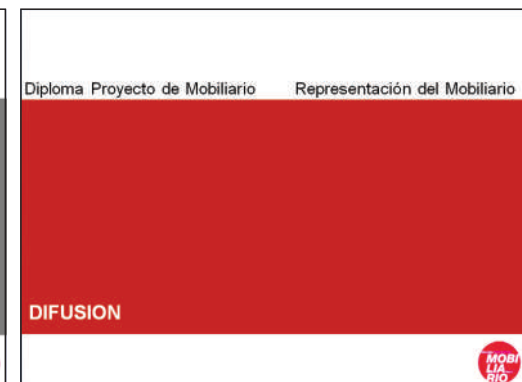 Diploma Proyecto de Mobiliario Representación del Mobiliario
DIFUSION
MOBI
LIA
RIO